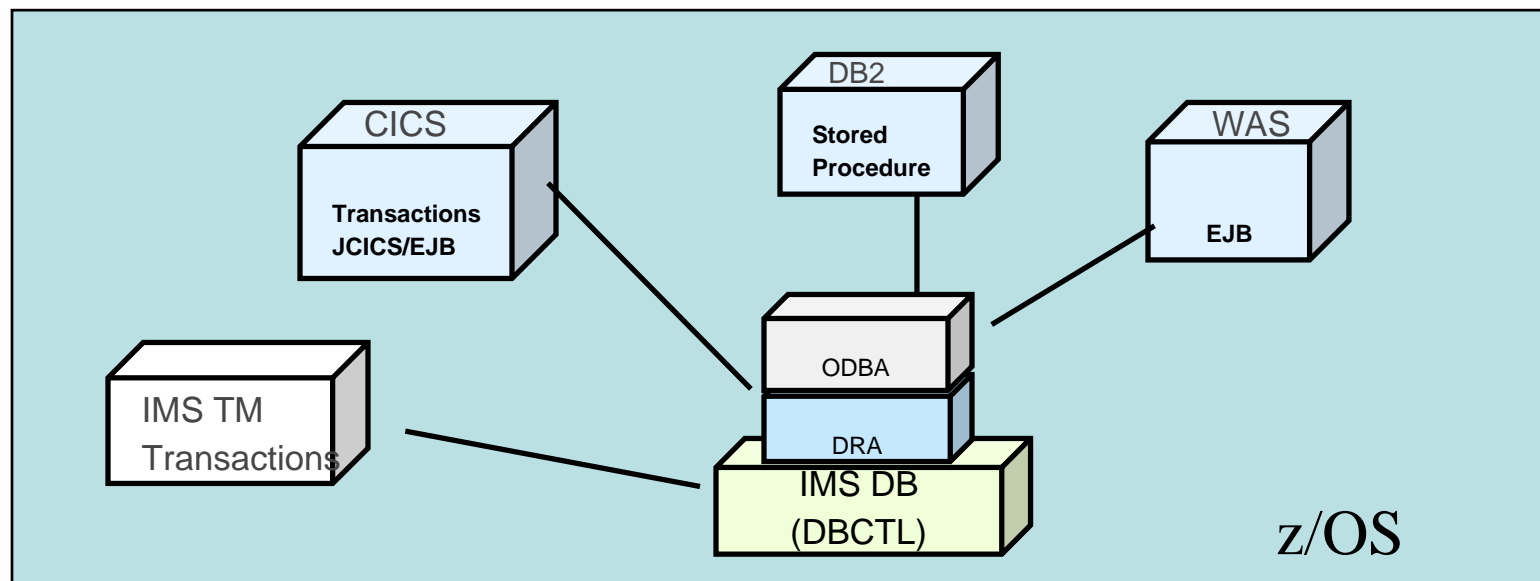 DB2
Stored
Procedure
CICS
Transactions
JCICS/EJB
WAS
EJB
ODBA
DRA
IMS TM
Transactions
IMS DB
(DBCTL)
z/OS